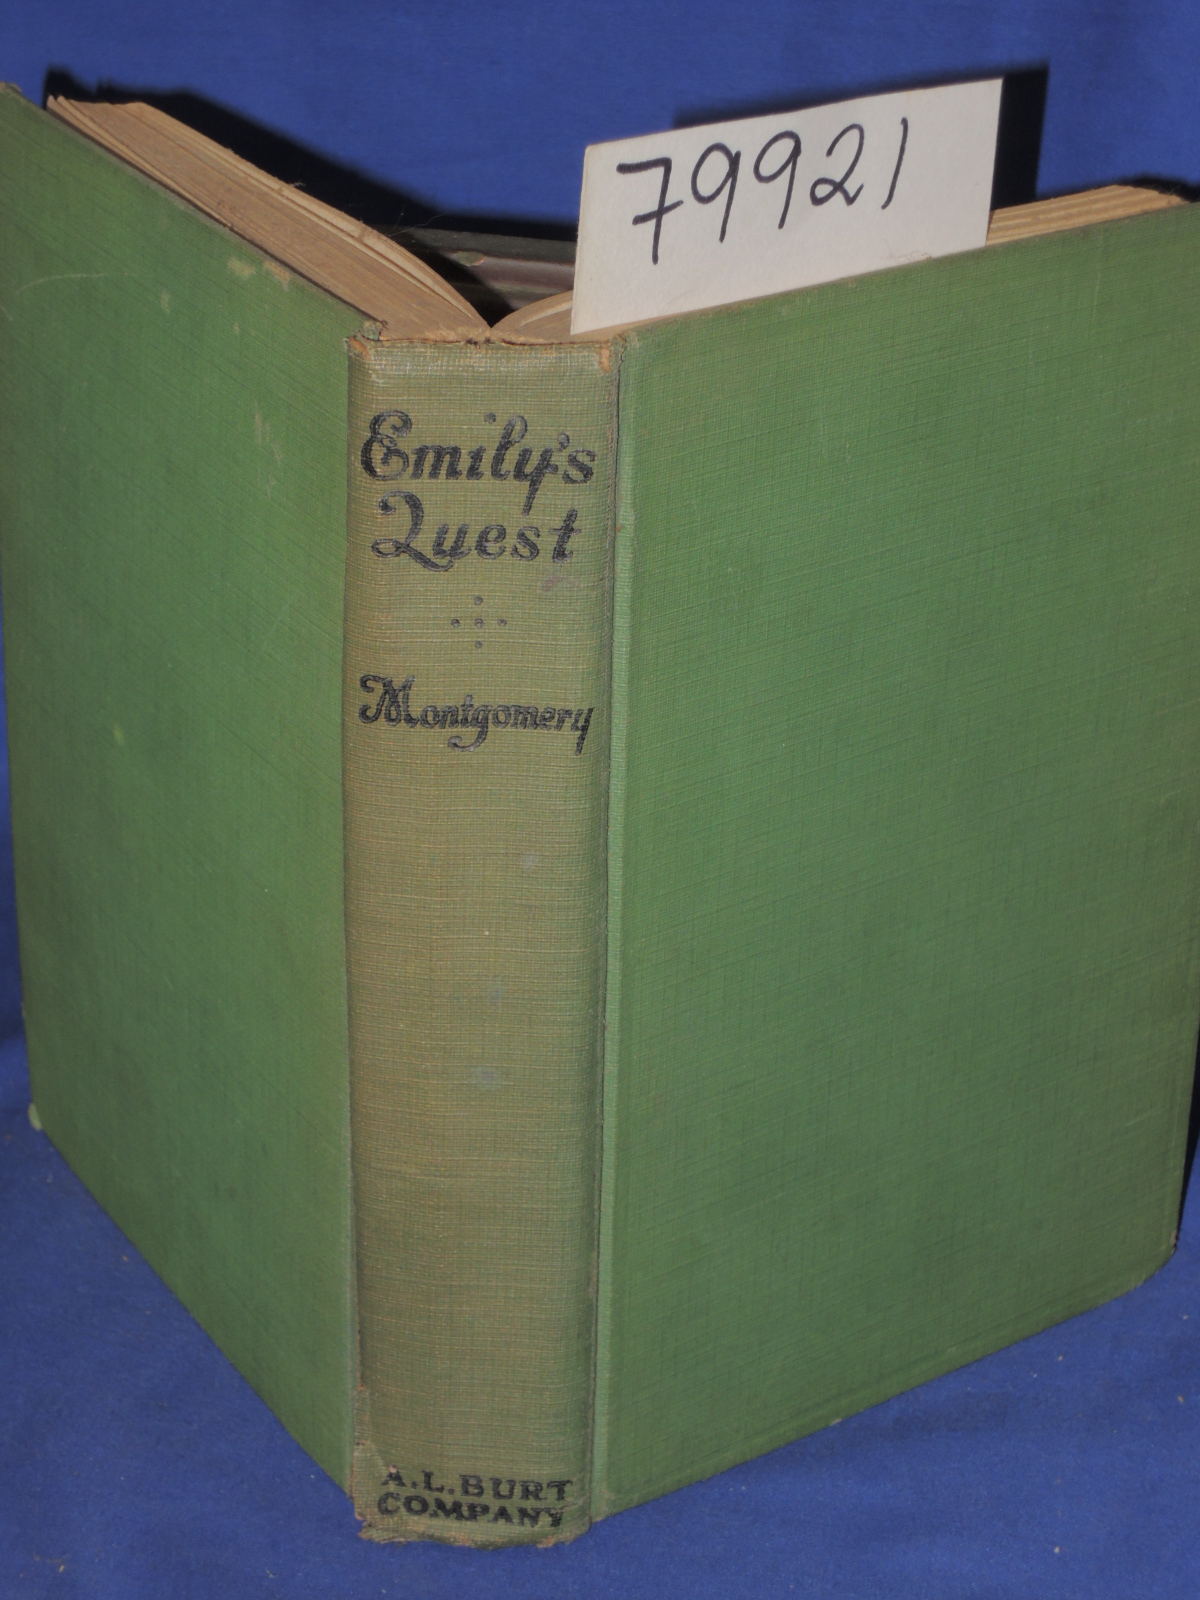 79921
Emily's
Quest
Montgomery
A.L. BURT
COMPANY